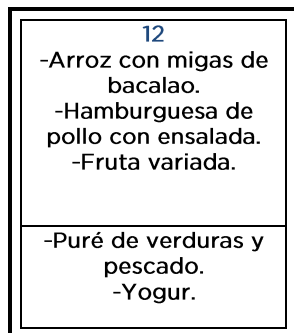 12
-Arroz con migas de
bacalao.
-Hamburguesa de
pollo con ensalada.
-Fruta variada.
-Puré de verduras y
pescado.
-Yogur.